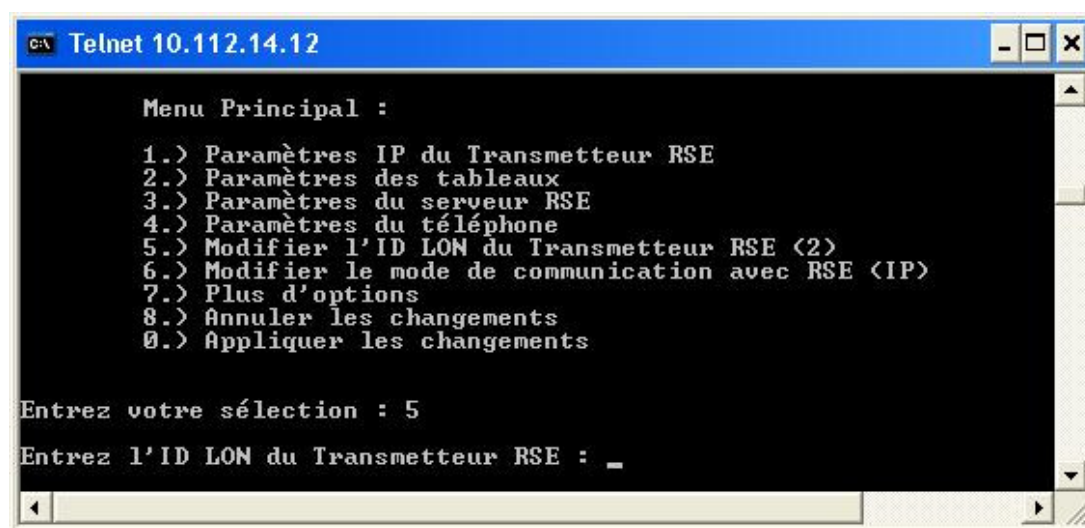 Telnet 10.112.14.12
Menu Principal :
1.) Paramètres IP du Transmetteur RSE
2.) Paramètres des tableaux
3.) Paramètres du serveur RSE
4.) Paramètres du téléphone
5.) Modifier l'ID LON du Transmetteur RSE (2)
6.) Modifier le mode de communication avec RSE (IP)
7.) Plus d'options
8.) Annuler les changements
0.) Appliquer les changements
Entrez votre sélection : 5
Entrez l'ID LON du Transmetteur RSE : _